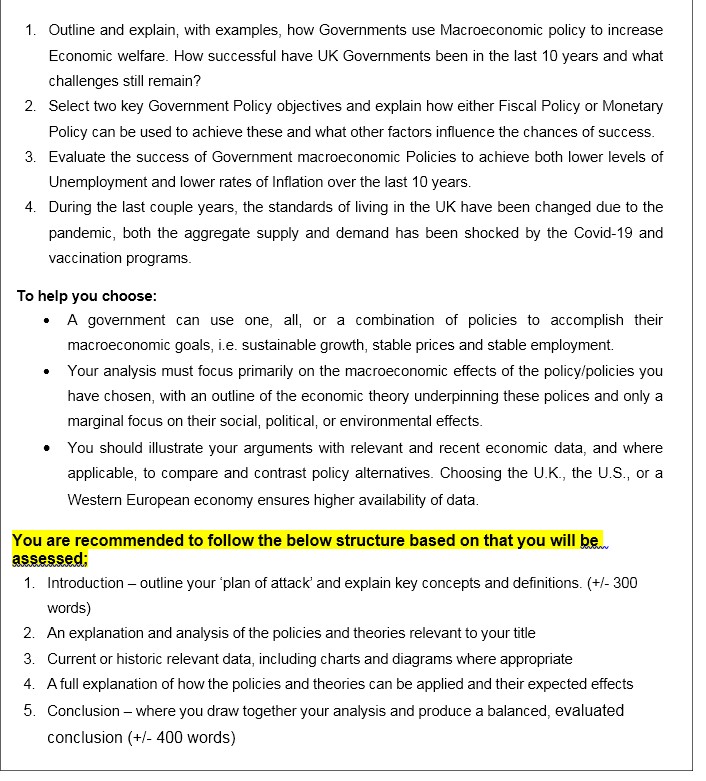 1. Outline and explain, with examples, how Governments use Macroeconomic policy to increase
Economic welfare. How successful have UK Governments been in the last 10 years and what
challenges still remain?
2. Select two key Government Policy objectives and explain how either Fiscal Policy or Monetary
Policy can be used to achieve these and what other factors influence the chances of success.
3. Evaluate the success of Government macroeconomic Policies to achieve both lower levels of
Unemployment and lower rates of Inflation over the last 10 years.
4. During the last couple years, the standards of living in the UK have been changed due to the
pandemic, both the aggregate supply and demand has been shocked by the Covid-19 and
vaccination programs.
To help you choose:
• A government can use one, all, or a combination of policies to accomplish their
macroeconomic goals, i.e. sustainable growth, stable prices and stable employment.
• Your analysis must focus primarily on the macroeconomic effects of the policy/policies you
have chosen, with an outline of the economic theory underpinning these polices and only a
marginal focus on their social, political, or environmental effects.
• You should illustrate your arguments with relevant and recent economic data, and where
applicable, to compare and contrast policy alternatives. Choosing the U.K., the U.S., or a
Western European economy ensures higher availability of data.
You are recommended to follow the below structure based on that you will be
assessed:
1. Introduction – outline your ‘plan of attack’ and explain key concepts and definitions. (+/- 300
words)
2. An explanation and analysis of the policies and theories relevant to your title
3. Current or historic relevant data, including charts and diagrams where appropriate
4. A full explanation of how the policies and theories can be applied and their expected effects
5. Conclusion – where you draw together your analysis and produce a balanced, evaluated
conclusion (+/- 400 words)